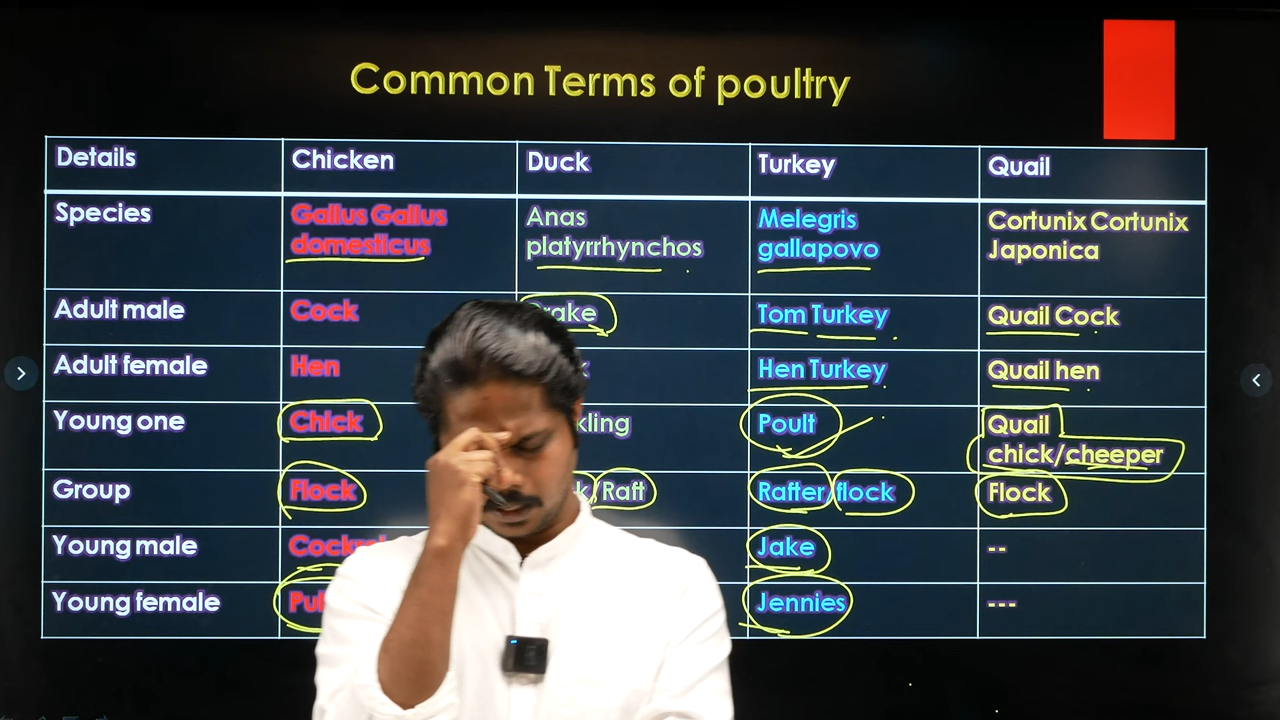 Common Terms of poultry
Details Chicken Duck Turkey Quail
Species Gallus Gallus Anas Melegris Cortunix Cortunix
domesticus platyrrhynchos gallapovo Japonica
Adult male Cock Tom Turkey Quail Cock
Adult female Hen Hen Turkey Quail hen
Young one Chick Poult Quail
chick/cheeper
Group Flock /Raft Rafter/flock Flock
Young male Jake --
Young female Jennies ---